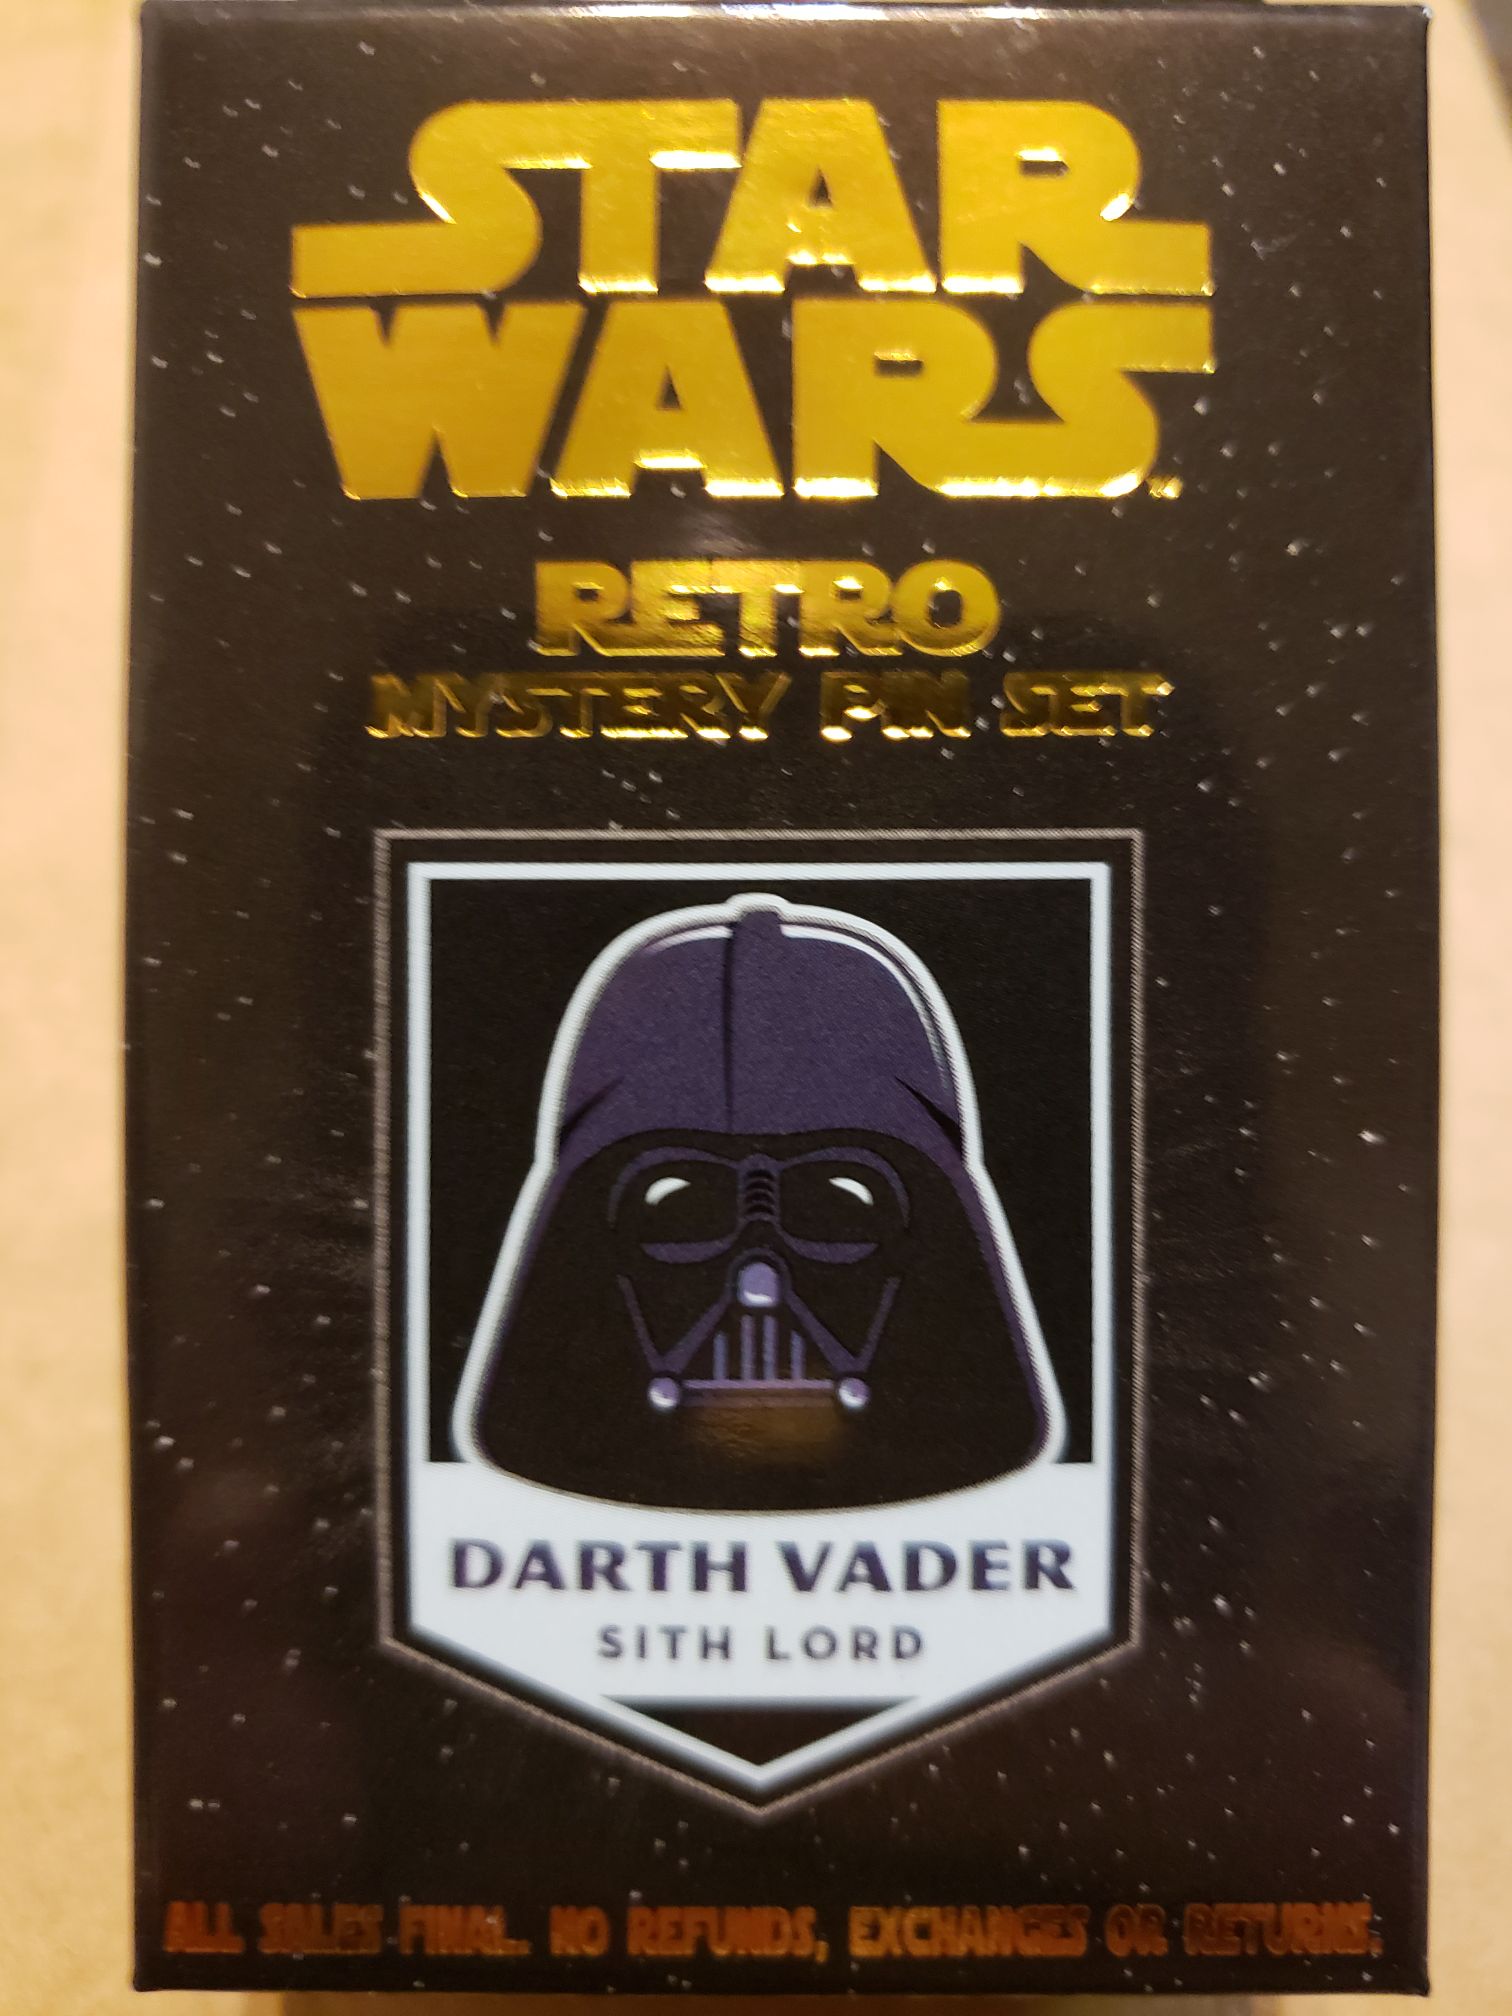 STAR
WARS
RETRO
MYSTERY PIN SET
DARTH VADER
SITH LORD
ALL SALES FINAL. NO REFUNDS, EXCHANGES OR RETURNS.